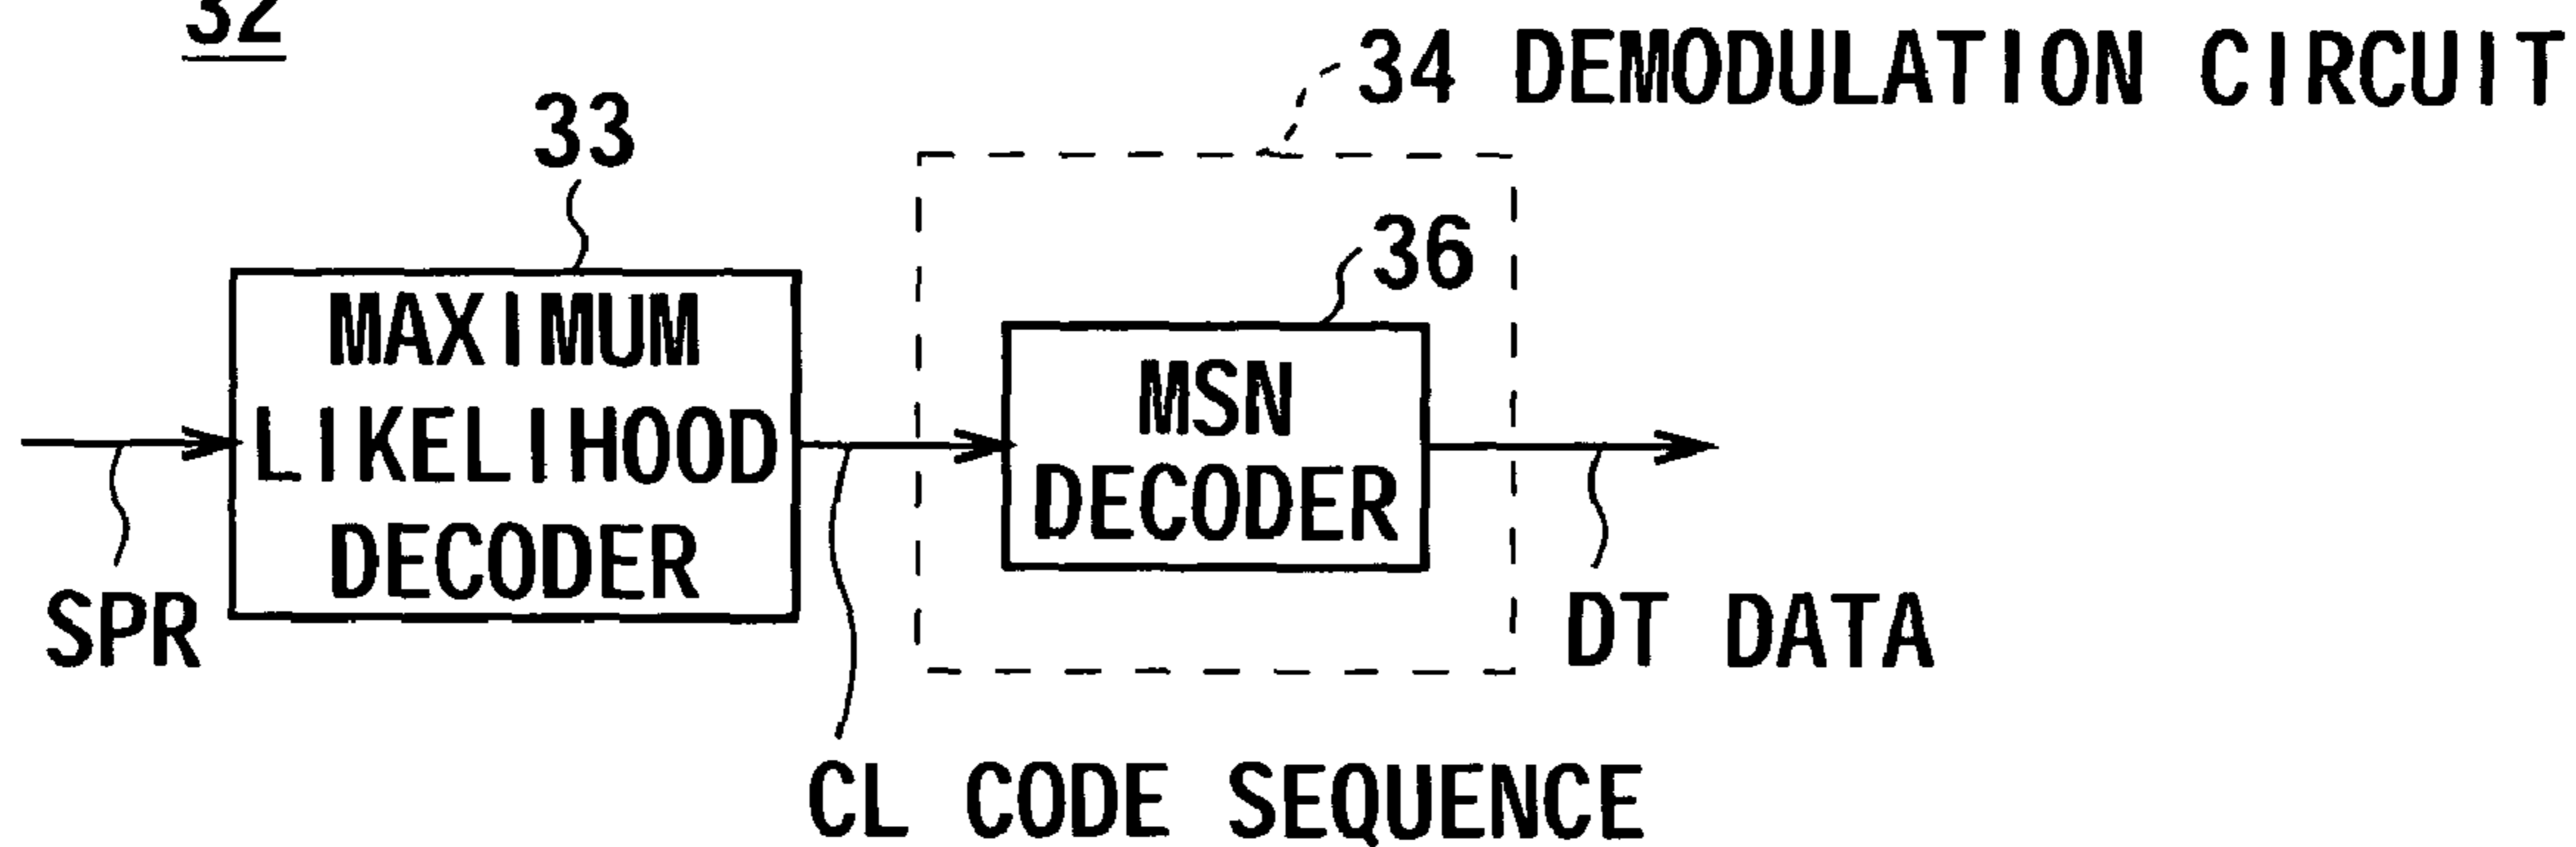 32
34 DEMODULATION CIRCUIT
33
36
MAXIMUM
LIKELIHOOD
DECODER
MSN
DECODER
SPR
DT DATA
CL CODE SEQUENCE